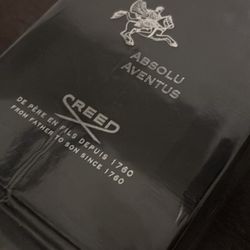 ABSOLU
AVENTUS
CREED
DE PÈRE EN FILS DEPUIS 1760
FROM FATHER TO SON SINCE 1760